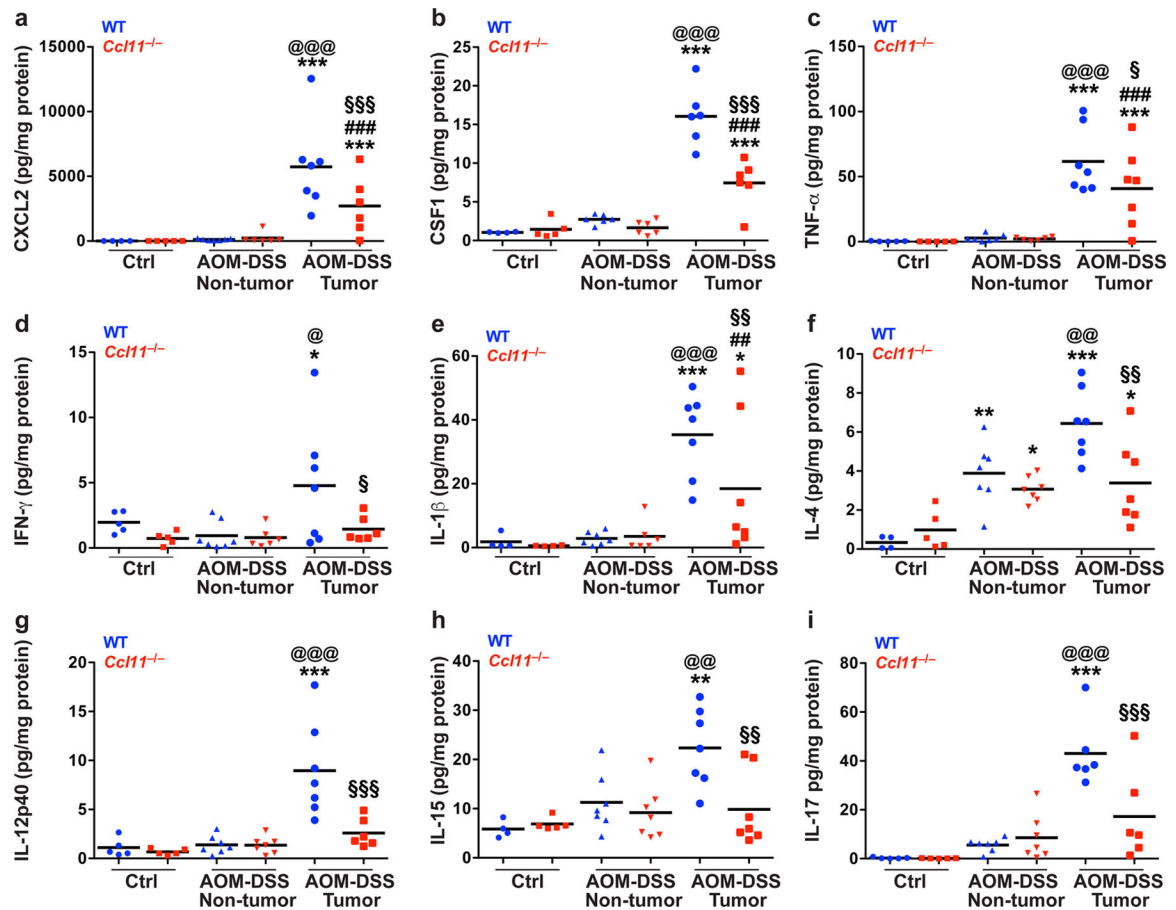 a
WT
Ccl11–/–
CXCL2 (pg/mg protein)
15000
10000
5000
0
@@@
***
§§§
###
***
Ctrl
AOM-DSS
Non-tumor
AOM-DSS
Tumor
b
WT
Ccl11–/–
CSF1 (pg/mg protein)
25
20
15
10
5
0
@@@
***
§§§
###
***
Ctrl
AOM-DSS
Non-tumor
AOM-DSS
Tumor
c
WT
Ccl11–/–
TNF-α (pg/mg protein)
150
100
50
0
@@@
***
§
###
***
Ctrl
AOM-DSS
Non-tumor
AOM-DSS
Tumor
d
WT
Ccl11–/–
IFN-γ (pg/mg protein)
15
10
5
0
@
*
§
Ctrl
AOM-DSS
Non-tumor
AOM-DSS
Tumor
e
WT
Ccl11–/–
IL-1β (pg/mg protein)
60
40
20
0
@@@
***
§§
##
*
Ctrl
AOM-DSS
Non-tumor
AOM-DSS
Tumor
f
WT
Ccl11–/–
IL-4 (pg/mg protein)
10
8
6
4
2
0
**
*
@@
***
§§
*
Ctrl
AOM-DSS
Non-tumor
AOM-DSS
Tumor
g
WT
Ccl11–/–
IL-12p40 (pg/mg protein)
20
15
10
5
0
@@@
***
§§§
Ctrl
AOM-DSS
Non-tumor
AOM-DSS
Tumor
h
WT
Ccl11–/–
IL-15 (pg/mg protein)
40
30
20
10
0
@@
**
§§
Ctrl
AOM-DSS
Non-tumor
AOM-DSS
Tumor
i
WT
Ccl11–/–
IL-17 pg/mg protein)
80
60
40
20
0
@@@
***
§§§
Ctrl
AOM-DSS
Non-tumor
AOM-DSS
Tumor